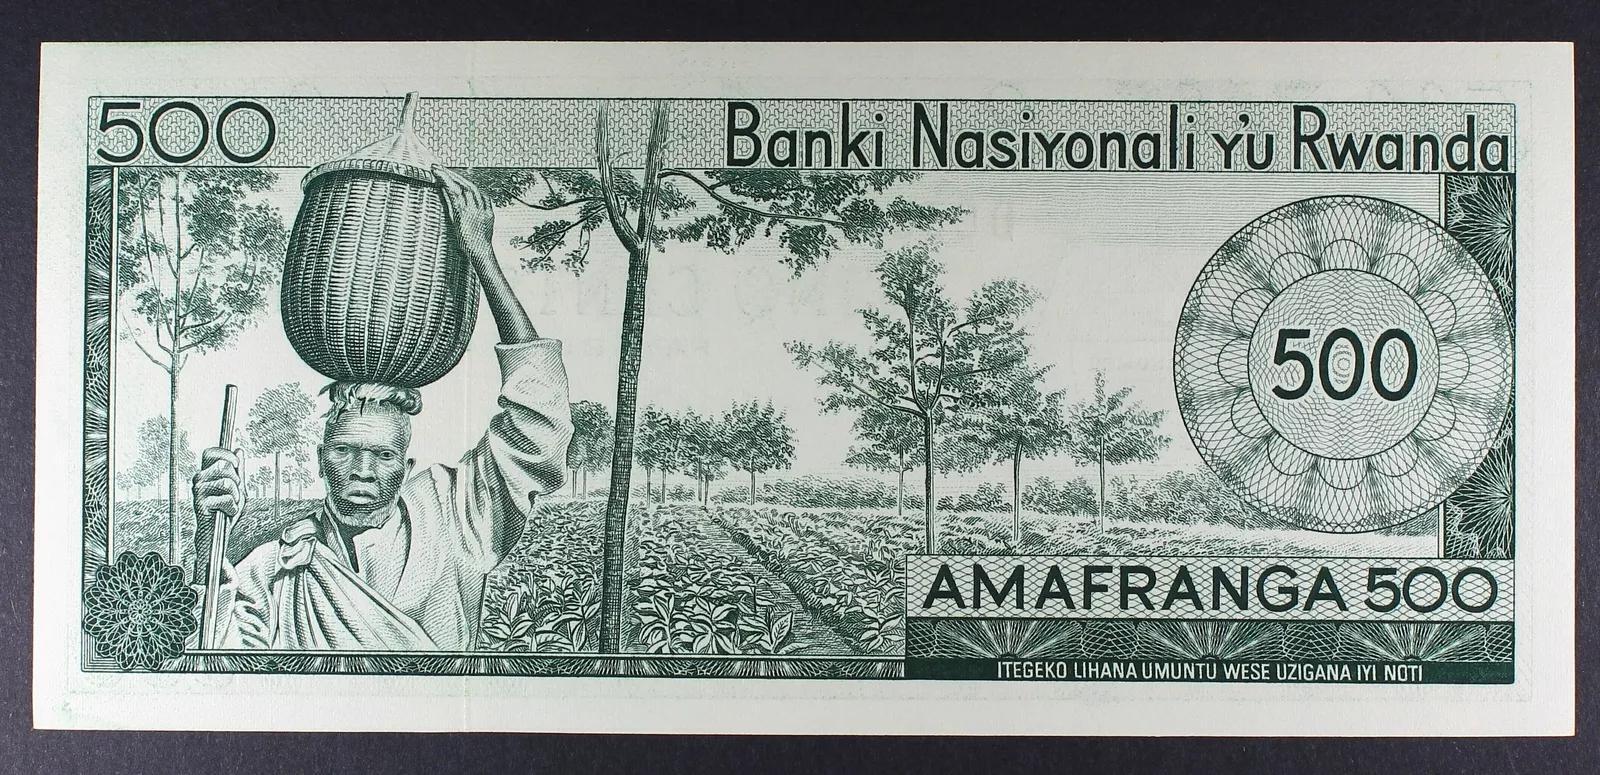 500
Banki Nasiyonali y'u Rwanda
500
AMAFRANGA 500
ITEGEKO LIHANA UMUNTU WESE UZIGANA IYI NOTI